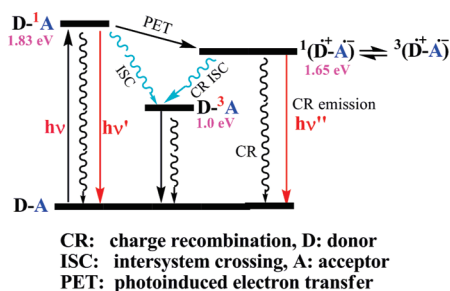 D-¹A
1.83 eV
PET
¹(D⁺-A⁻) ⇌ ³(D⁺-A⁻)
1.65 eV
ISC
CR ISC
D-³A
1.0 eV
hν
hν'
CR
CR emission
hν''
D-A
CR: charge recombination, D: donor
ISC: intersystem crossing, A: acceptor
PET: photoinduced electron transfer